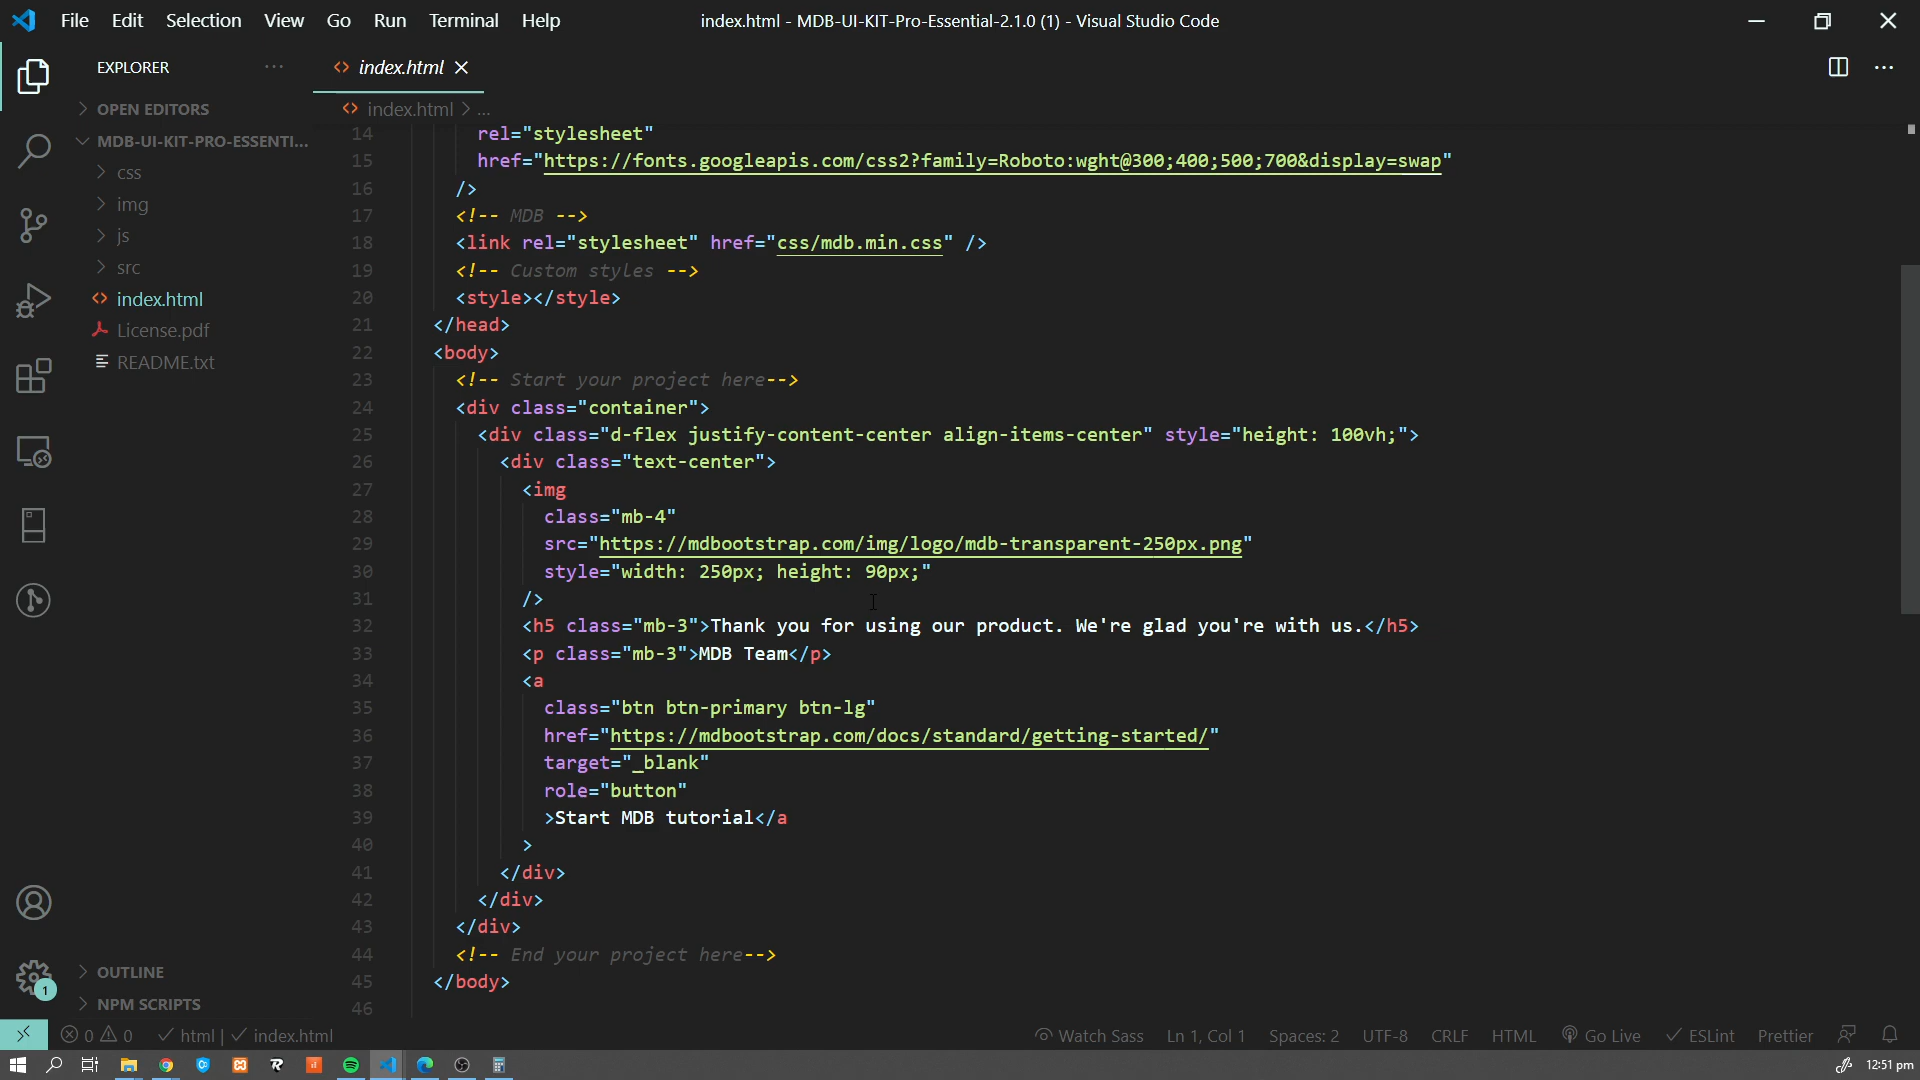 File Edit Selection View Go Run Terminal Help index.html - MDB-UI-KIT-Pro-Essential-2.1.0 (1) - Visual Studio Code
EXPLORER
OPEN EDITORS
MDB-UI-KIT-PRO-ESSENTI...
css
img
js
src
index.html
License.pdf
README.txt
OUTLINE
NPM SCRIPTS
index.html
index.html > ...
14 rel="stylesheet"
15 href="https://fonts.googleapis.com/css2?family=Roboto:wght@300;400;500;700&display=swap"
16 />
17 <!-- MDB -->
18 <link rel="stylesheet" href="css/mdb.min.css" />
19 <!-- Custom styles -->
20 <style></style>
21 </head>
22 <body>
23 <!-- Start your project here-->
24 <div class="container">
25 <div class="d-flex justify-content-center align-items-center" style="height: 100vh;">
26 <div class="text-center">
27 <img
28 class="mb-4"
29 src="https://mdbootstrap.com/img/logo/mdb-transparent-250px.png"
30 style="width: 250px; height: 90px;"
31 />
32 <h5 class="mb-3">Thank you for using our product. We're glad you're with us.</h5>
33 <p class="mb-3">MDB Team</p>
34 <a
35 class="btn btn-primary btn-lg"
36 href="https://mdbootstrap.com/docs/standard/getting-started/"
37 target="_blank"
38 role="button"
39 >Start MDB tutorial</a
40 >
41 </div>
42 </div>
43 </div>
44 <!-- End your project here-->
45 </body>
46
1
0 0 html | index.html Watch Sass Ln 1, Col 1 Spaces: 2 UTF-8 CRLF HTML Go Live ESLint Prettier
12:51 pm